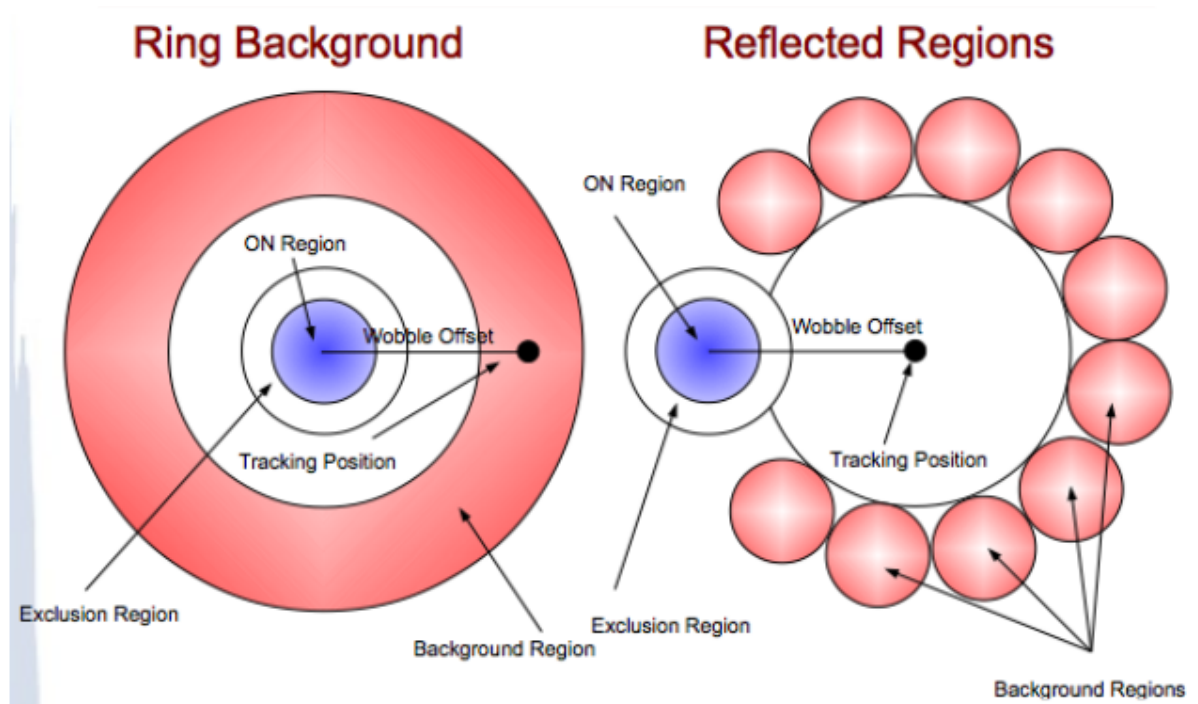 Ring Background
ON Region
Wobble Offset
Tracking Position
Exclusion Region
Background Region
Reflected Regions
ON Region
Wobble Offset
Tracking Position
Exclusion Region
Background Regions